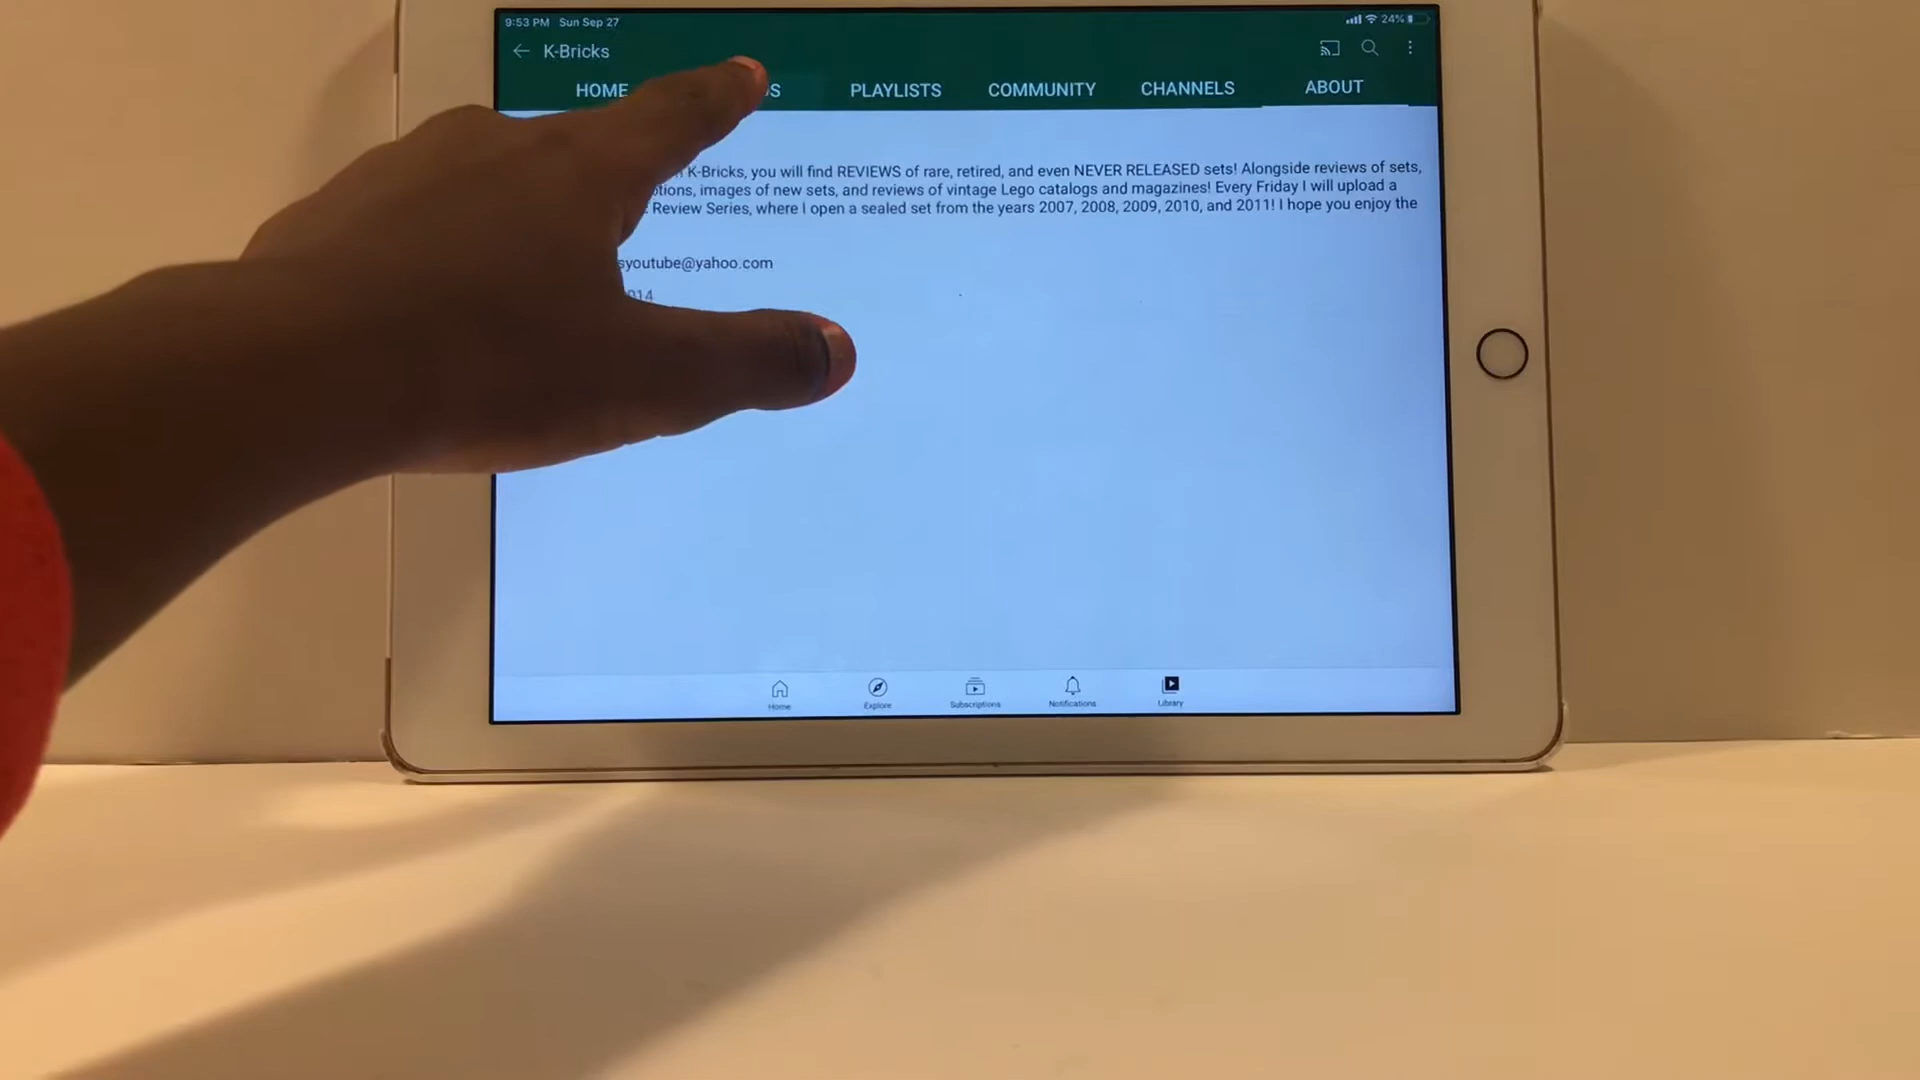 9:53 PM Sun Sep 27 24%
K-Bricks
HOME PLAYLISTS COMMUNITY CHANNELS ABOUT
K-Bricks, you will find REVIEWS of rare, retired, and even NEVER RELEASED sets! Alongside reviews of sets,
images of new sets, and reviews of vintage Lego catalogs and magazines! Every Friday I will upload a
Review Series, where I open a sealed set from the years 2007, 2008, 2009, 2010, and 2011! I hope you enjoy the
syoutube@yahoo.com
Home Explore Subscriptions Notifications Library